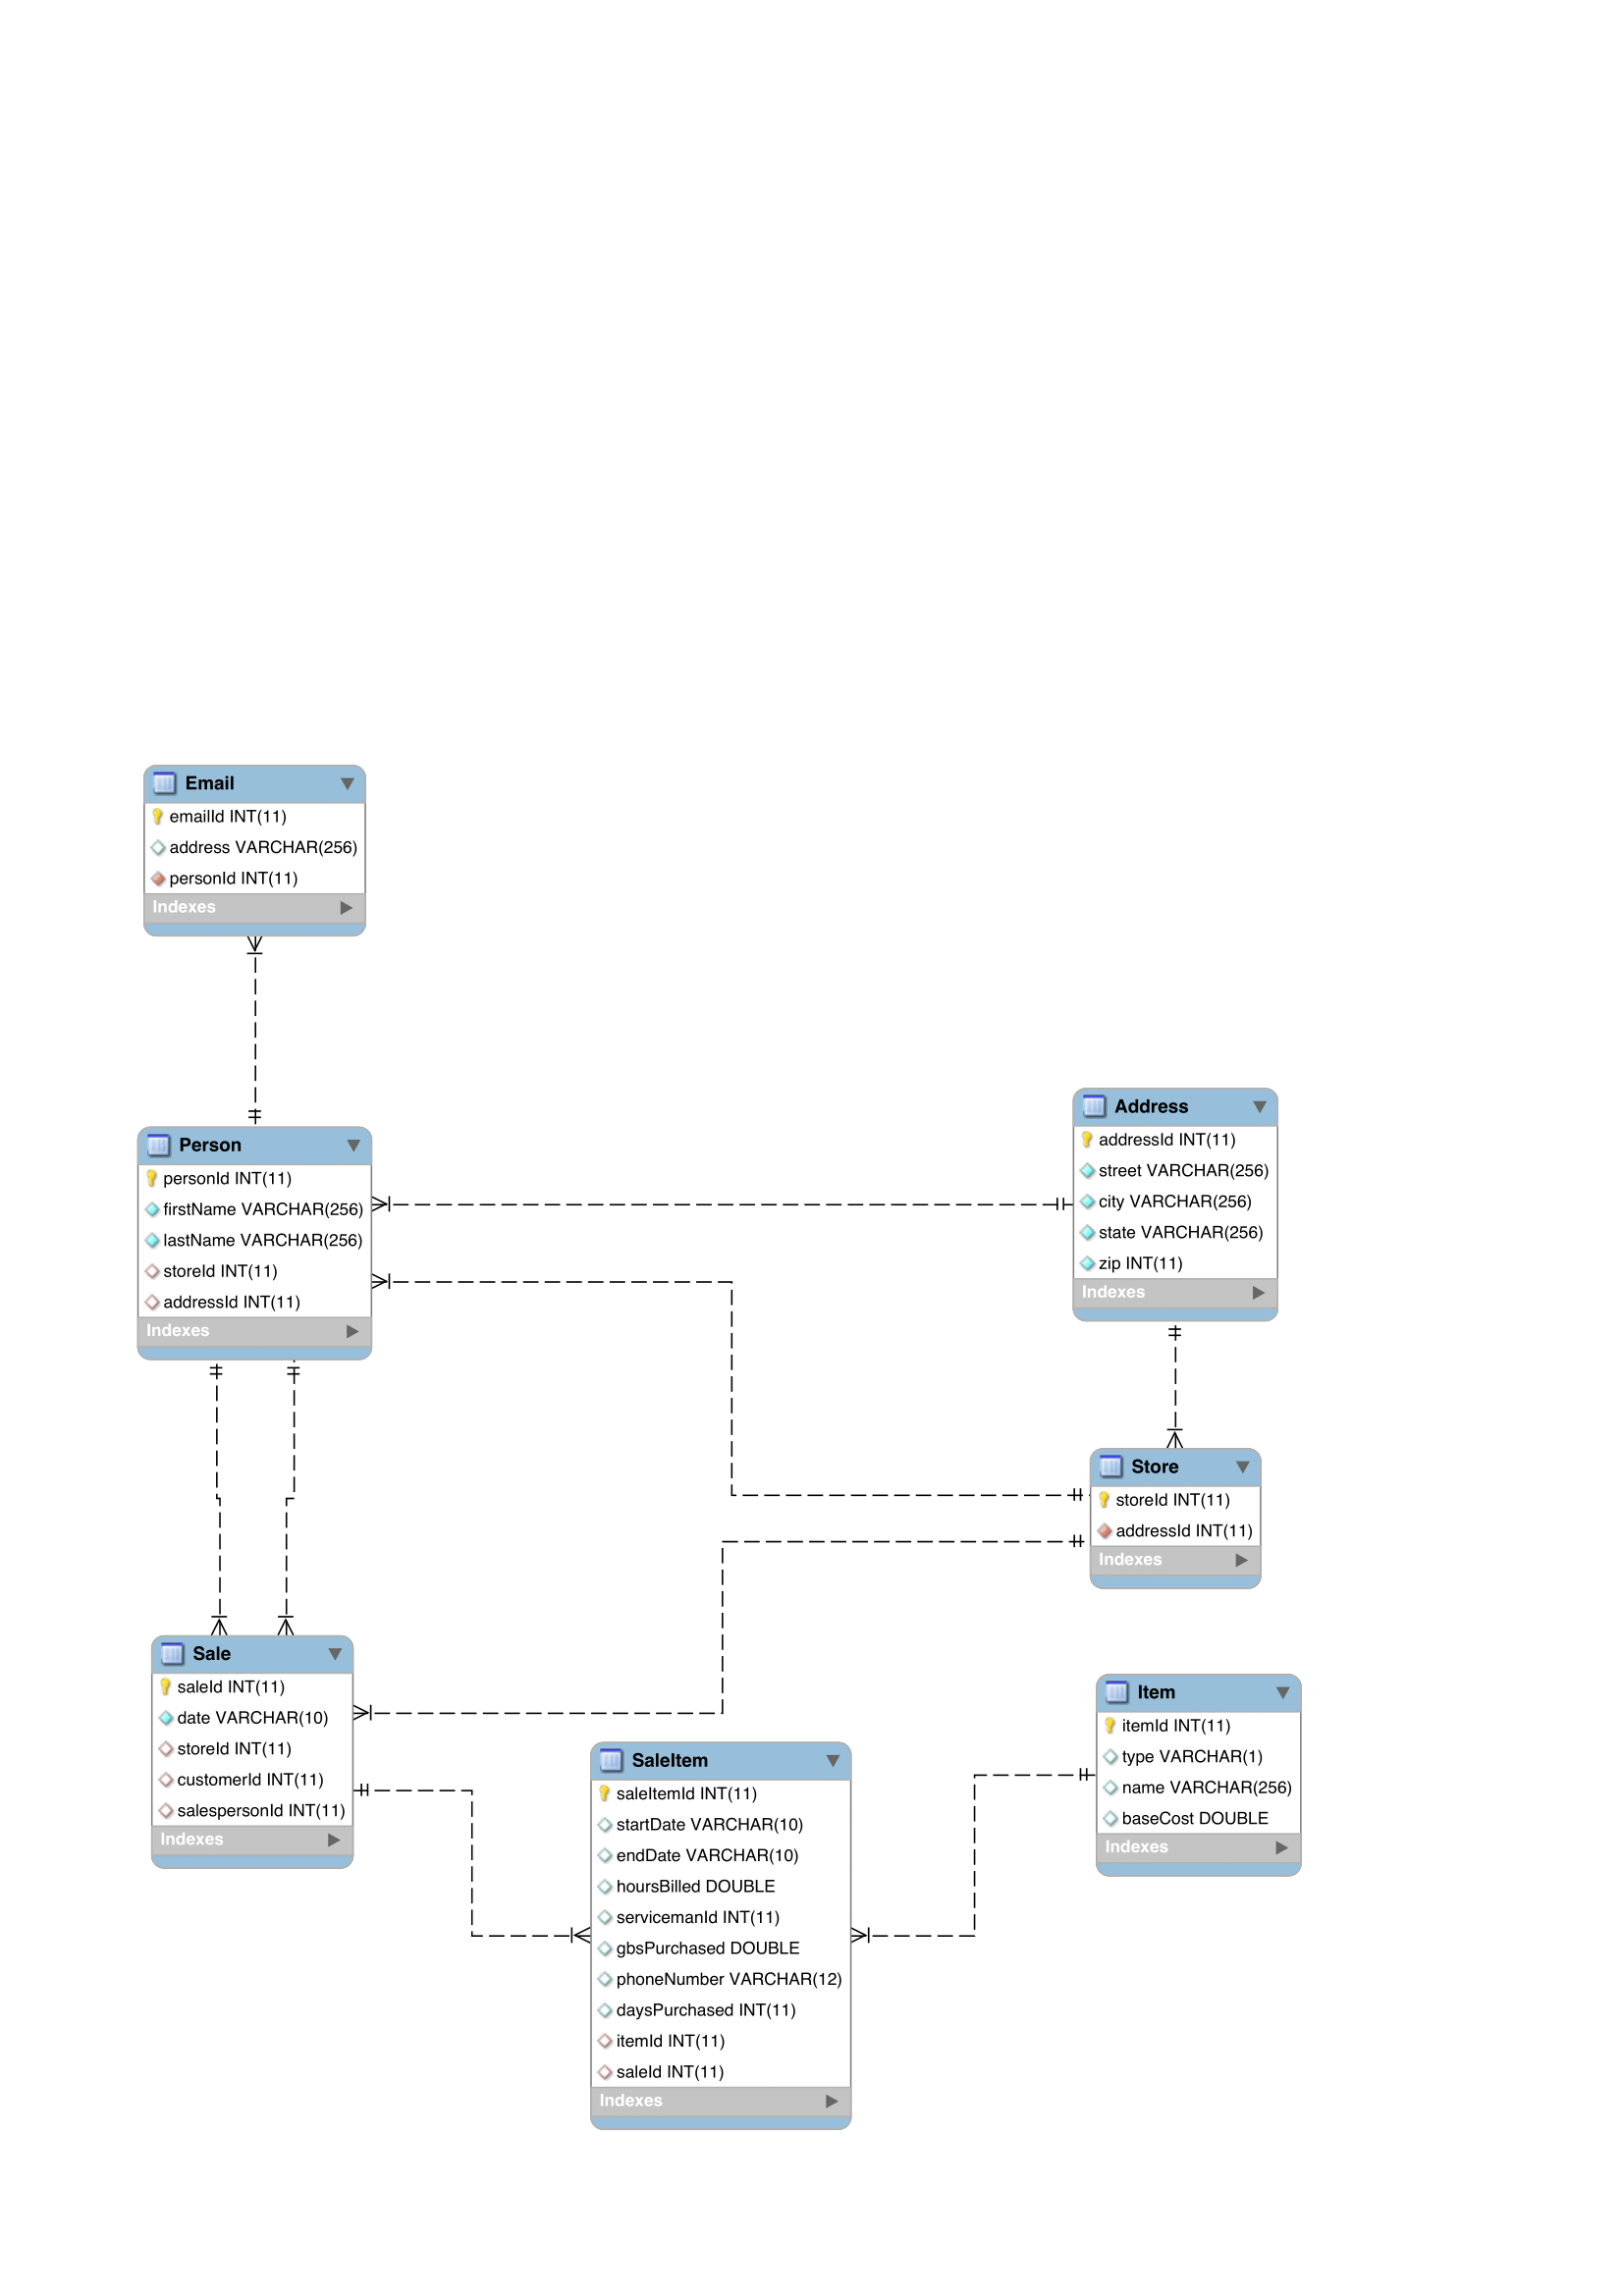 Email
emailId INT(11)
address VARCHAR(256)
personId INT(11)
Indexes
Person
personId INT(11)
firstName VARCHAR(256)
lastName VARCHAR(256)
storeId INT(11)
addressId INT(11)
Indexes
Address
addressId INT(11)
street VARCHAR(256)
city VARCHAR(256)
state VARCHAR(256)
zip INT(11)
Indexes
Store
storeId INT(11)
addressId INT(11)
Indexes
Sale
saleId INT(11)
date VARCHAR(10)
storeId INT(11)
customerId INT(11)
salespersonId INT(11)
Indexes
SaleItem
saleItemId INT(11)
startDate VARCHAR(10)
endDate VARCHAR(10)
hoursBilled DOUBLE
servicemanId INT(11)
gbsPurchased DOUBLE
phoneNumber VARCHAR(12)
daysPurchased INT(11)
itemId INT(11)
saleId INT(11)
Indexes
Item
itemId INT(11)
type VARCHAR(1)
name VARCHAR(256)
baseCost DOUBLE
Indexes